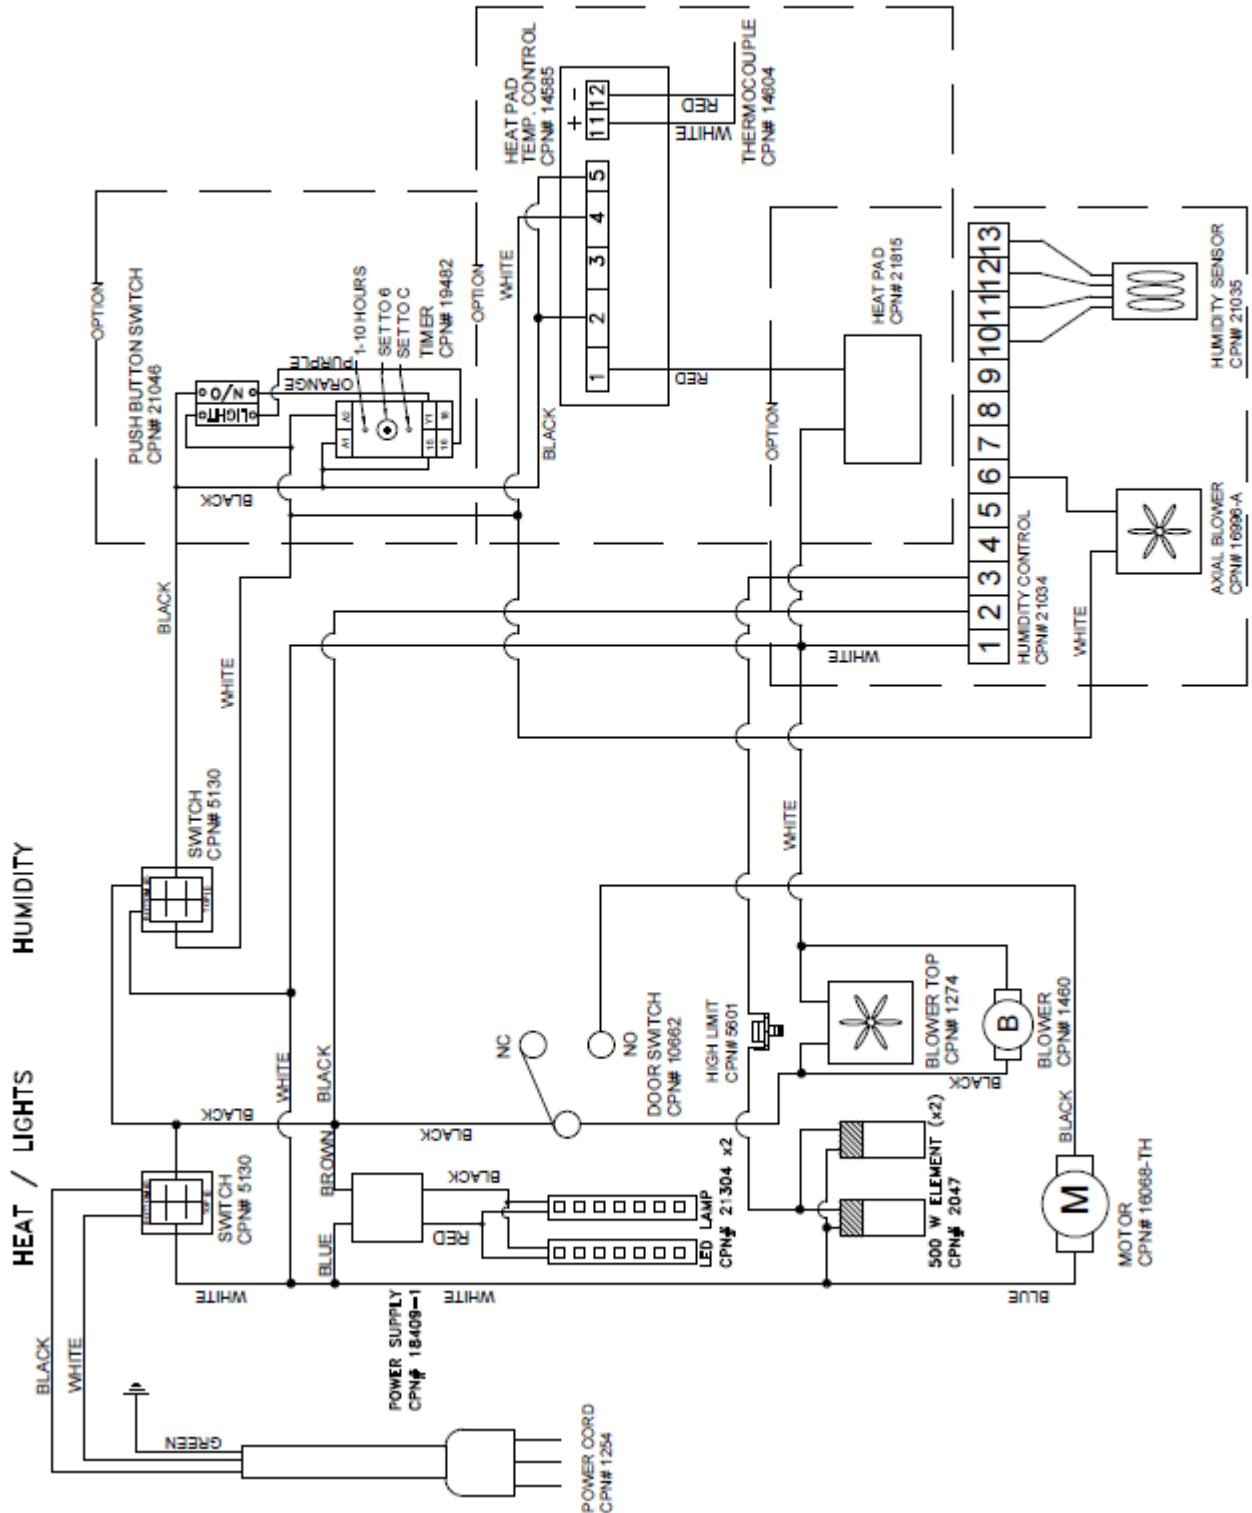 HEAT / LIGHTS
HUMIDITY
BLACK
WHITE
GREEN
POWER CORD
CPN# 1254
SWITCH
CPN# 5130
WHITE
BLACK
SWITCH
CPN# 5130
BLACK
WHITE
WHITE
BLACK
BROWN
BLUE
POWER SUPPLY
CPN# 18409-1
BLACK
RED
WHITE
LED LAMP
CPN# 21304 x2
BLACK
NC
NO
DOOR SWITCH
CPN# 10662
HIGH LIMIT
CPN# 5601
500 W ELEMENT (x2)
CPN# 2047
BLUE
BLACK
M
MOTOR
CPN# 16068-TH
BLOWER TOP
CPN# 1274
B
BLOWER
CPN# 1460
BLACK
WHITE
OPTION
PUSH BUTTON SWITCH
CPN# 21046
LIGHT
N/O
PURPLE
ORANGE
BLACK
A1
A2
15
Y1
16
18
1-10 HOURS
SET TO 6
SET TO C
TIMER
CPN# 19482
OPTION
WHITE
BLACK
HEAT PAD
TEMP. CONTROL
CPN# 14585
1 2 3 4 5
+ -
11 12
WHITE
RED
THERMOCOUPLE
CPN# 14604
RED
HEAT PAD
CPN# 21815
OPTION
WHITE
1 2 3 4 5 6 7 8 9 10 11 12 13
HUMIDITY CONTROL
CPN# 21034
WHITE
AXIAL BLOWER
CPN# 16996-A
HUMIDITY SENSOR
CPN# 21035